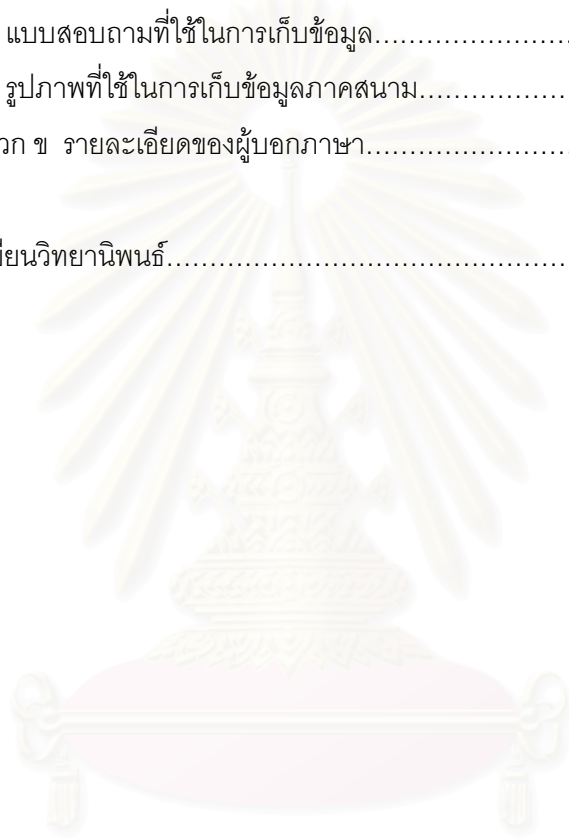 แบบสอบถามที่ใช้ในการเก็บข้อมูล.......................
รูปภาพที่ใช้ในการเก็บข้อมูลภาคสนาม..................
วก ข รายละเอียดของผู้บอกภาษา........................
ขียนวิทยานิพนธ์...............................................